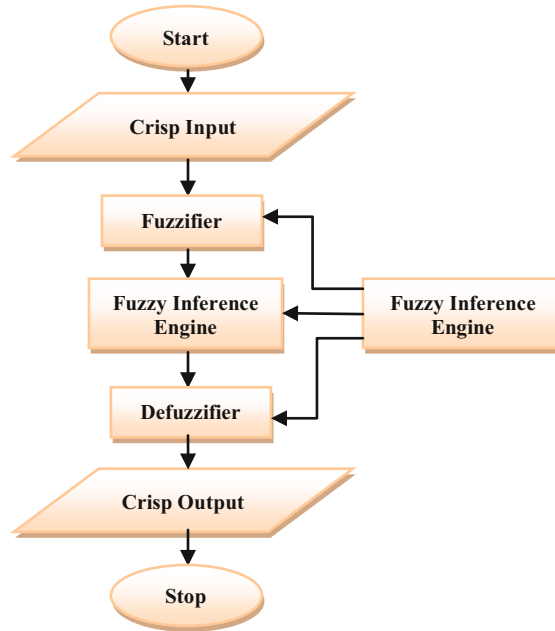 Start
Crisp Input
Fuzzifier
Fuzzy Inference
Engine
Fuzzy Inference
Engine
Defuzzifier
Crisp Output
Stop